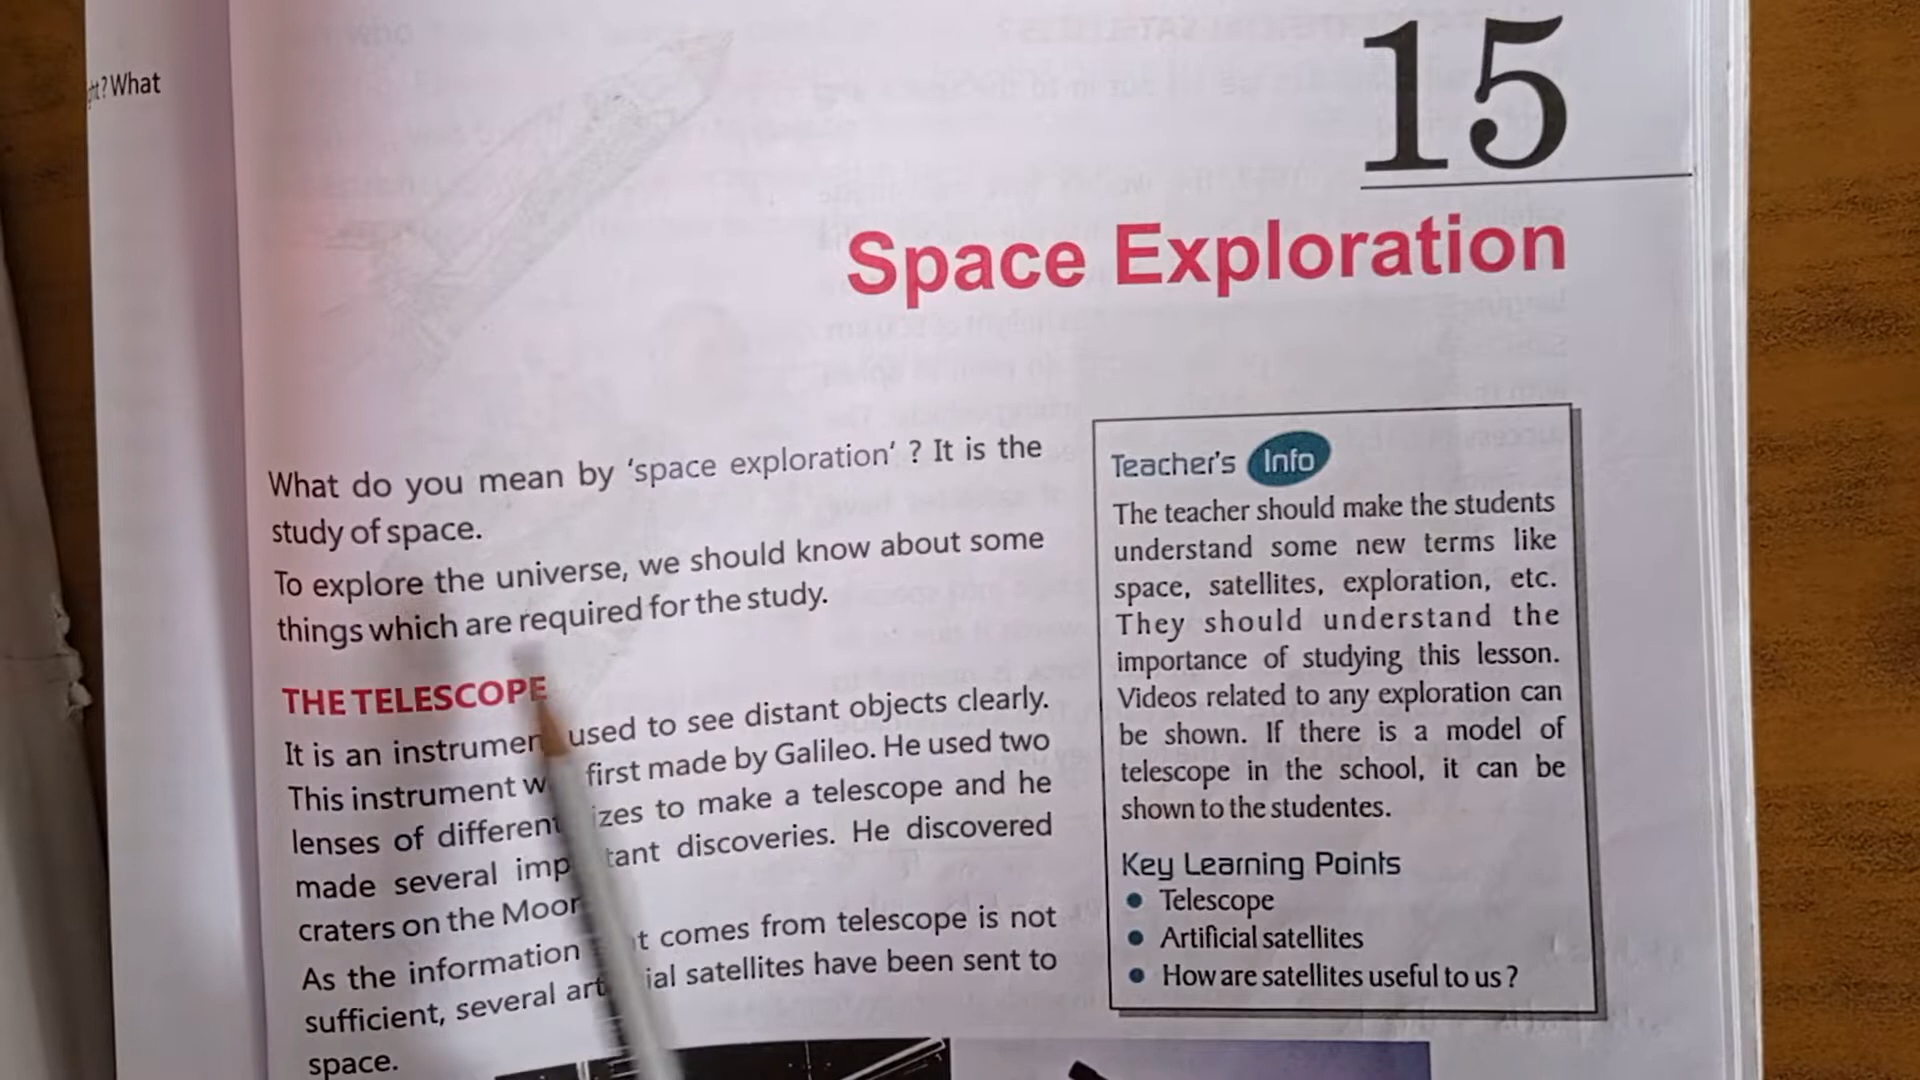 ght? What
15
Space Exploration
What do you mean by ‘space exploration’ ? It is the
study of space.
To explore the universe, we should know about some
things which are required for the study.
THE TELESCOPE
It is an instrument used to see distant objects clearly.
This instrument first made by Galileo. He used two
lenses of different sizes to make a telescope and he
made several important discoveries. He discovered
craters on the Moon
As the information comes from telescope is not
sufficient, several artificial satellites have been sent to
space.
Teacher's Info
The teacher should make the students
understand some new terms like
space, satellites, exploration, etc.
They should understand the
importance of studying this lesson.
Videos related to any exploration can
be shown. If there is a model of
telescope in the school, it can be
shown to the studentes.
Key Learning Points
• Telescope
• Artificial satellites
• How are satellites useful to us ?